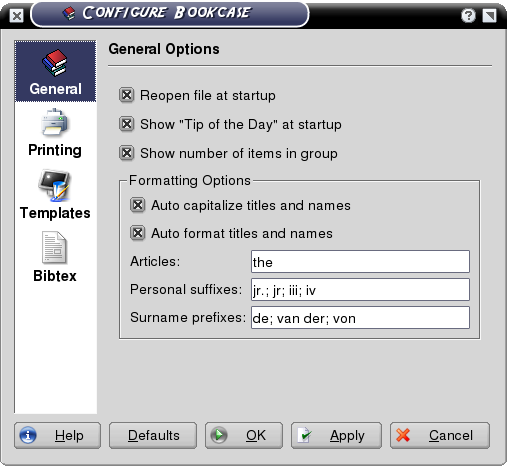 Configure Bookcase
General Options
General
Printing
Templates
Bibtex
Reopen file at startup
Show "Tip of the Day" at startup
Show number of items in group
Formatting Options
Auto capitalize titles and names
Auto format titles and names
Articles: the
Personal suffixes: jr.; jr; iii; iv
Surname prefixes: de; van der; von
Help Defaults OK Apply Cancel